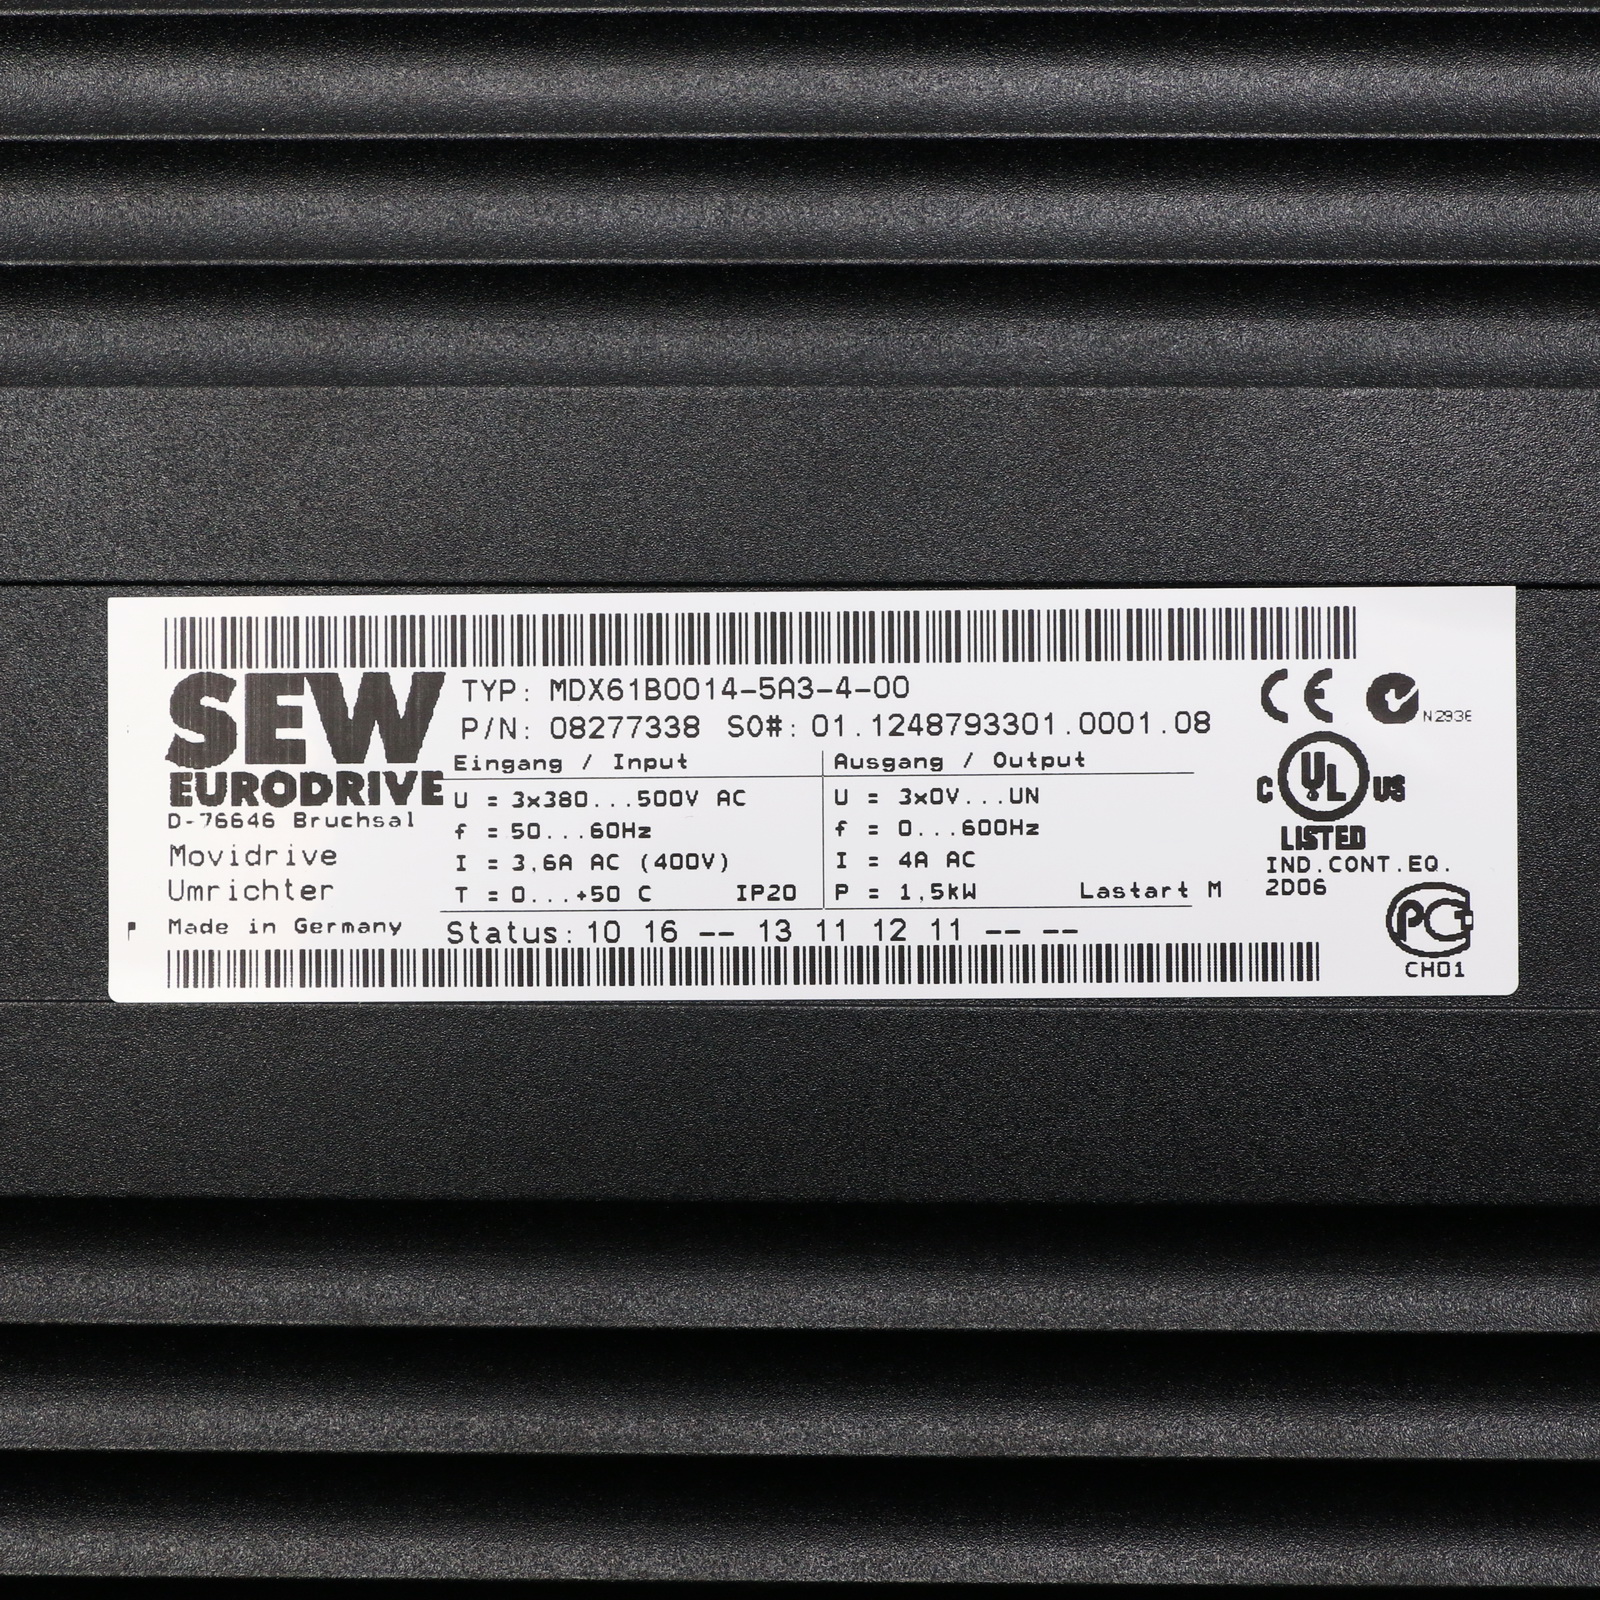 SEW
EURODRIVE
D-76646 Bruchsal
Movidrive
Umrichter
Made in Germany
TYP: MDX61B0014-5A3-4-00
P/N: 08277338 SO#: 01.1248793301.0001.08
Eingang / Input
U = 3x380...500V AC
f = 50...60Hz
I = 3,6A AC (400V)
T = 0...+50 C IP20
Ausgang / Output
U = 3x0V...UN
f = 0...600Hz
I = 4A AC
P = 1,5kW Lastart M
Status: 10 16 -- 13 11 12 11 -- --
CE
N2936
C UL US
LISTED
IND.CONT.EQ.
2D06
PC
CH01